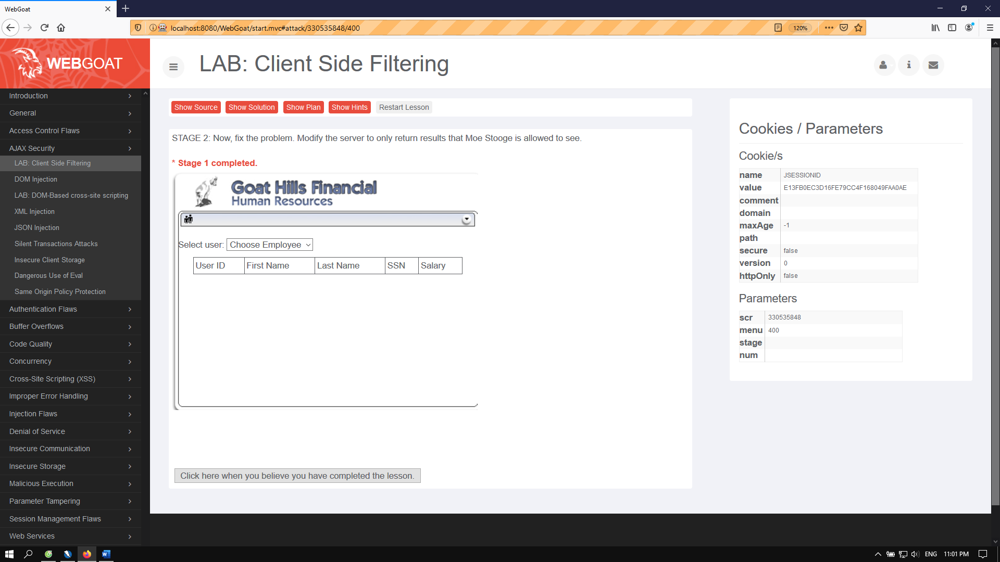 WebGoat
localhost:8080/WebGoat/start.mvc#attack/330535848/400
120%
WEBGOAT
LAB: Client Side Filtering
Introduction
General
Access Control Flaws
AJAX Security
LAB: Client Side Filtering
DOM Injection
LAB: DOM-Based cross-site scripting
XML Injection
JSON Injection
Silent Transactions Attacks
Insecure Client Storage
Dangerous Use of Eval
Same Origin Policy Protection
Authentication Flaws
Buffer Overflows
Code Quality
Concurrency
Cross-Site Scripting (XSS)
Improper Error Handling
Injection Flaws
Denial of Service
Insecure Communication
Insecure Storage
Malicious Execution
Parameter Tampering
Session Management Flaws
Web Services
Show Source Show Solution Show Plan Show Hints Restart Lesson
STAGE 2: Now, fix the problem. Modify the server to only return results that Moe Stooge is allowed to see.
* Stage 1 completed.
Goat Hills Financial
Human Resources
Select user: Choose Employee
User ID First Name Last Name SSN Salary
Click here when you believe you have completed the lesson.
Cookies / Parameters
Cookie/s
name JSESSIONID
value E13FB0EC3D16FE79CC4F168049FAA0AE
comment
domain
maxAge -1
path
secure false
version 0
httpOnly false
Parameters
scr 330535848
menu 400
stage
num
ENG 11:01 PM